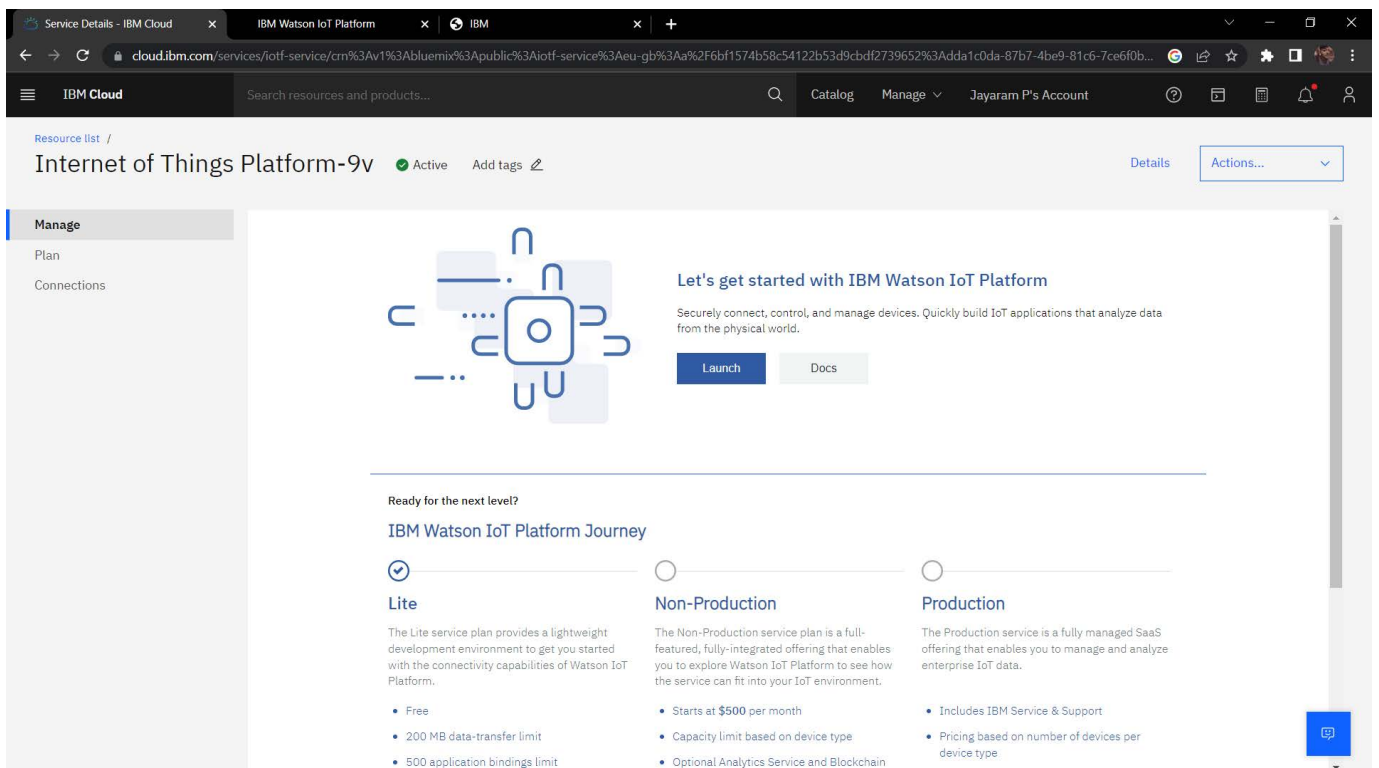 Service Details - IBM Cloud
IBM Watson IoT Platform
IBM
cloud.ibm.com/services/iotf-service/crn%3Av1%3Abluemix%3Apublic%3Aiotf-service%3Aeu-gb%3Aa%2F6bf1574b58c54122b53d9cbdf2739652%3Adda1c0da-87b7-4be9-81c6-7ce6f0b...
IBM Cloud
Search resources and products...
Catalog
Manage
Jayaram P's Account
Resource list /
Internet of Things Platform-9v
Active
Add tags
Details
Actions...
Manage
Plan
Connections
Let's get started with IBM Watson IoT Platform
Securely connect, control, and manage devices. Quickly build IoT applications that analyze data
from the physical world.
Launch
Docs
Ready for the next level?
IBM Watson IoT Platform Journey
Lite
The Lite service plan provides a lightweight
development environment to get you started
with the connectivity capabilities of Watson IoT
Platform.
• Free
• 200 MB data-transfer limit
• 500 application bindings limit
Non-Production
The Non-Production service plan is a full-
featured, fully-integrated offering that enables
you to explore Watson IoT Platform to see how
the service can fit into your IoT environment.
• Starts at $500 per month
• Capacity limit based on device type
• Optional Analytics Service and Blockchain
Production
The Production service is a fully managed SaaS
offering that enables you to manage and analyze
enterprise IoT data.
• Includes IBM Service & Support
• Pricing based on number of devices per
device type